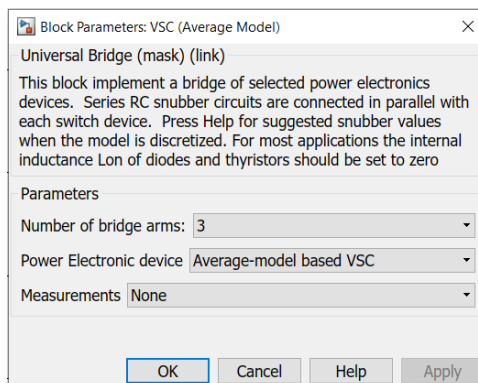 Block Parameters: VSC (Average Model)
Universal Bridge (mask) (link)
This block implement a bridge of selected power electronics
devices.  Series RC snubber circuits are connected in parallel with
each switch device.  Press Help for suggested snubber values
when the model is discretized. For most applications the internal
inductance Lon of diodes and thyristors should be set to zero
Parameters
Number of bridge arms: 3
Power Electronic device Average-model based VSC
Measurements None
OK Cancel Help Apply